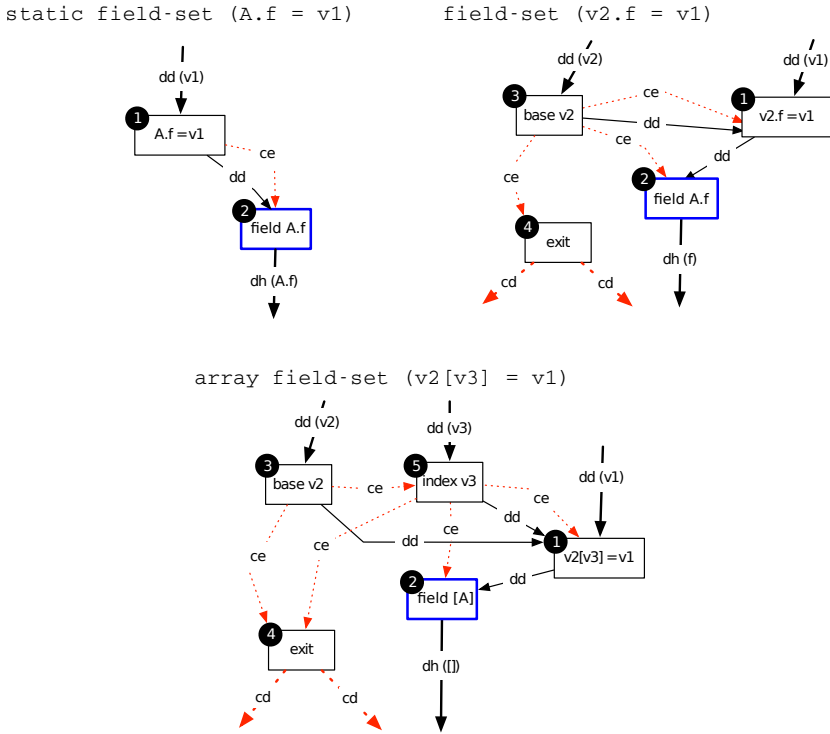 static field-set (A.f = v1)
dd (v1)
1
A.f = v1
ce
dd
2
field A.f
dh (A.f)
field-set (v2.f = v1)
dd (v2)
dd (v1)
3
base v2
ce
1
v2.f = v1
dd
ce
dd
ce
2
field A.f
4
exit
dh (f)
cd
cd
array field-set (v2[v3] = v1)
dd (v2)
dd (v3)
3
base v2
ce
5
index v3
ce
dd (v1)
dd
ce
ce
ce
dd
1
v2[v3] = v1
2
field [A]
dd
4
exit
dh ([])
cd
cd